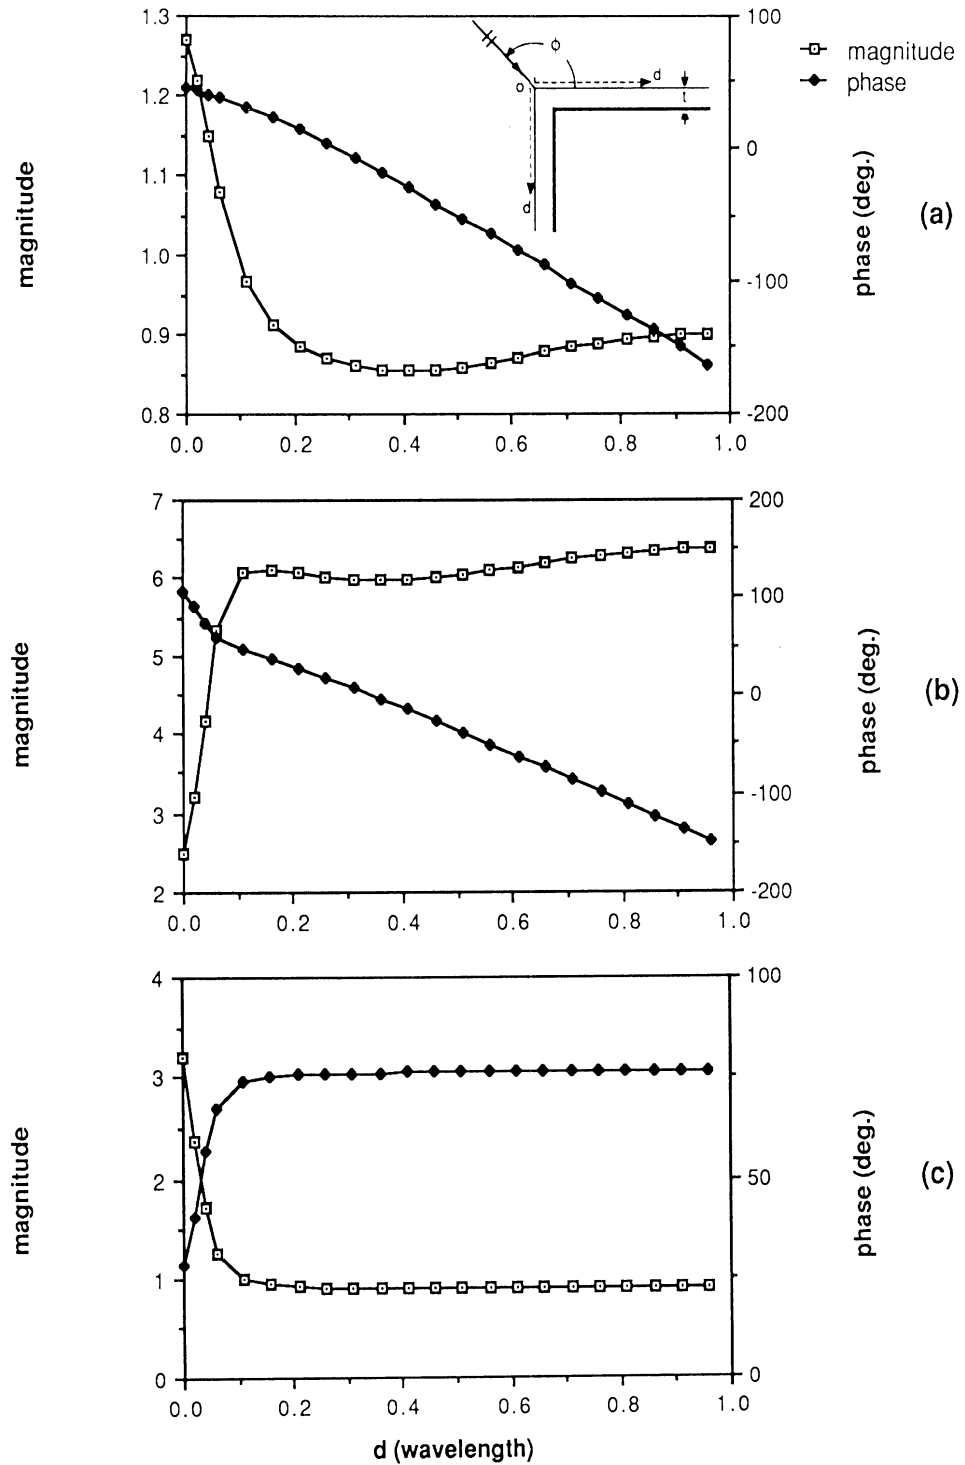 1.3
1.2
1.1
1.0
0.9
0.8
magnitude
100
0
-100
-200
phase (deg.)
0.0 0.2 0.4 0.6 0.8 1.0
ϕ
o
d
t
d
magnitude
phase
(a)
7
6
5
4
3
2
magnitude
200
100
0
-100
-200
phase (deg.)
0.0 0.2 0.4 0.6 0.8 1.0
(b)
4
3
2
1
0
magnitude
100
50
0
phase (deg.)
0.0 0.2 0.4 0.6 0.8 1.0
(c)
d (wavelength)